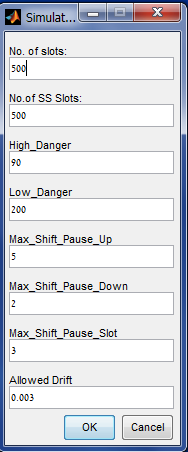 Simulat...
No. of slots:
500
No.of SS Slots:
500
High_Danger
90
Low_Danger
200
Max_Shift_Pause_Up
5
Max_Shift_Pause_Down
2
Max_Shift_Pause_Slot
3
Allowed Drift
0.003
OK Cancel